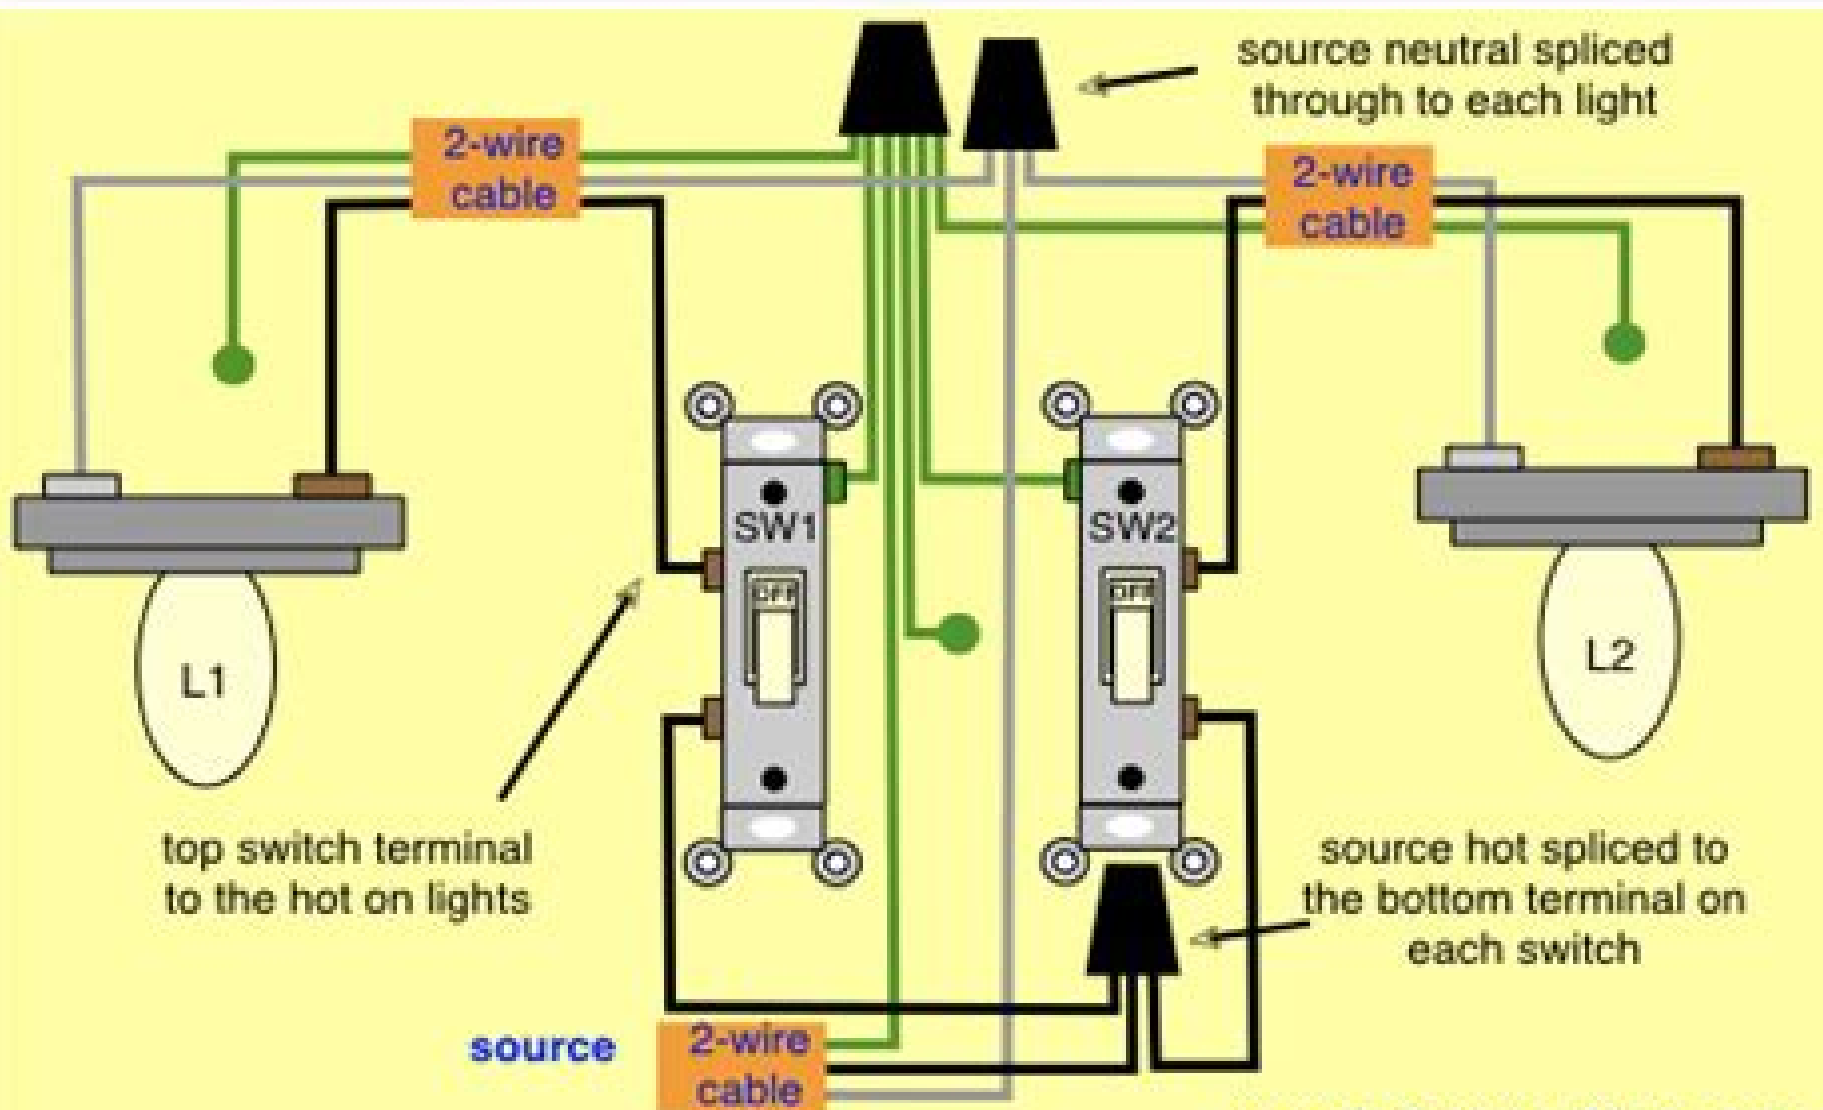 source neutral spliced
through to each light
2-wire
cable
2-wire
cable
SW1
SW2
OFF
OFF
L1
L2
top switch terminal
to the hot on lights
source hot spliced to
the bottom terminal on
each switch
source
2-wire
cable